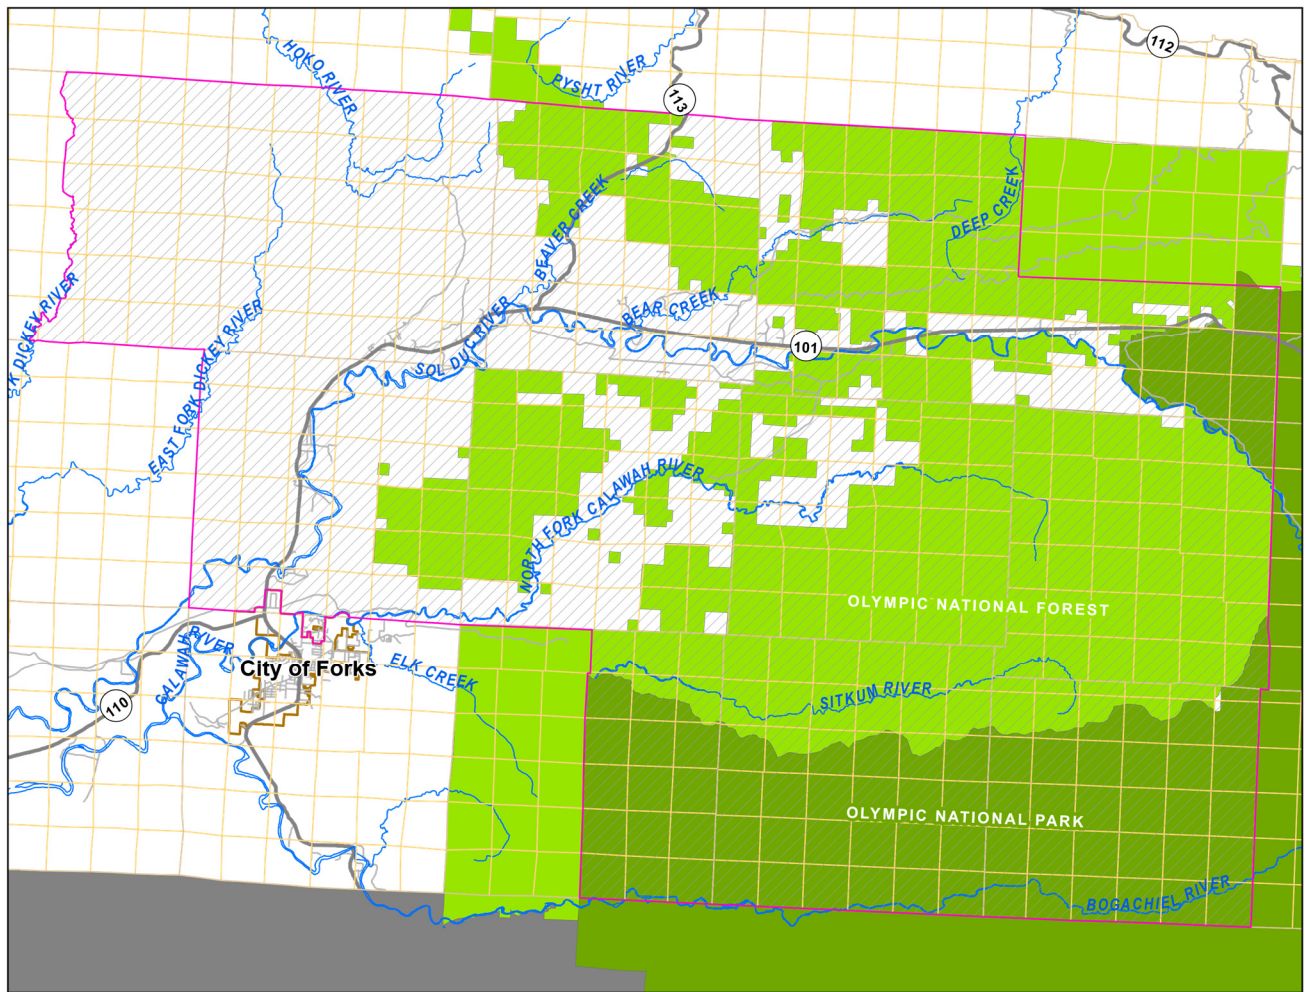 HOKO RIVER
PYSHT RIVER
112
113
DEEP CREEK
BEAVER CREEK
K DICKEY RIVER
EAST FORK DICKEY RIVER
SOL DUC RIVER
BEAR CREEK
101
NORTH FORK CALAWAH RIVER
OLYMPIC NATIONAL FOREST
CALAWAH RIVER
City of Forks
ELK CREEK
SITKUM RIVER
110
OLYMPIC NATIONAL PARK
BOGACHIEL RIVER